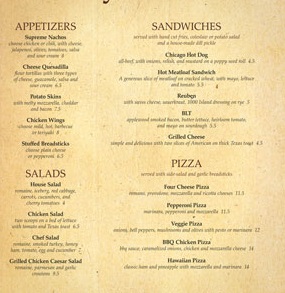 APPETIZERS
Supreme Nachos
choose chicken or chili, with cheese,
jalapeños, olives, tomatoes, salsa
and sour cream 8
Cheese Quesadilla
flour tortillas with three types
of cheese, guacamole, salsa and
sour cream 6.5
Potato Skins
with melty mozzarella, cheddar
and bacon 7.5
Chicken Wings
choose mild, hot, barbecue
or teriyaki 8
Stuffed Breadsticks
choose plain cheese
or pepperoni 6.5
SALADS
House Salad
romaine, iceberg, red cabbage,
carrots, cucumbers, and
cherry tomatoes 4
Chicken Salad
two scoops on a bed of lettuce
with tomato and Texas toast 6.5
Chef Salad
romaine, smoked turkey, honey
ham, tomato, egg and cucumber 7
Grilled Chicken Caesar Salad
romaine, parmesan and garlic
croutons 9.5
SANDWICHES
served with hand cut fries, coleslaw or potato salad
and a house-made dill pickle
Chicago Hot Dog
all-beef, with onions, relish, and mustard on a poppy seed roll 4.5
Hot Meatloaf Sandwich
A generous slice of meatloaf on crusted wheat, with mayo, lettuce
and tomato 5.5
Reuben
with swiss cheese, sauerkraut, 1000 Island dressing on rye 5
BLT
applewood smoked bacon, butter lettuce, heirloom tomato,
and mayo on sourdough 5.5
Grilled Cheese
simple and delicious with two slices of American on thick Texas toast 4.5
PIZZA
served with side salad and garlic breadsticks.
Four Cheese Pizza
romano, provolone, mozzarella and ricotta cheeses 11.5
Pepperoni Pizza
marinara, pepperoni and mozzarella 11.5
Veggie Pizza
onions, bell peppers, mushrooms and olives with pesto or marinara 12
BBQ Chicken Pizza
bbq sauce, caramelized onions, chicken and mozzarella cheese 14
Hawaiian Pizza
classic ham and pineapple with mozzarella and marinara 14